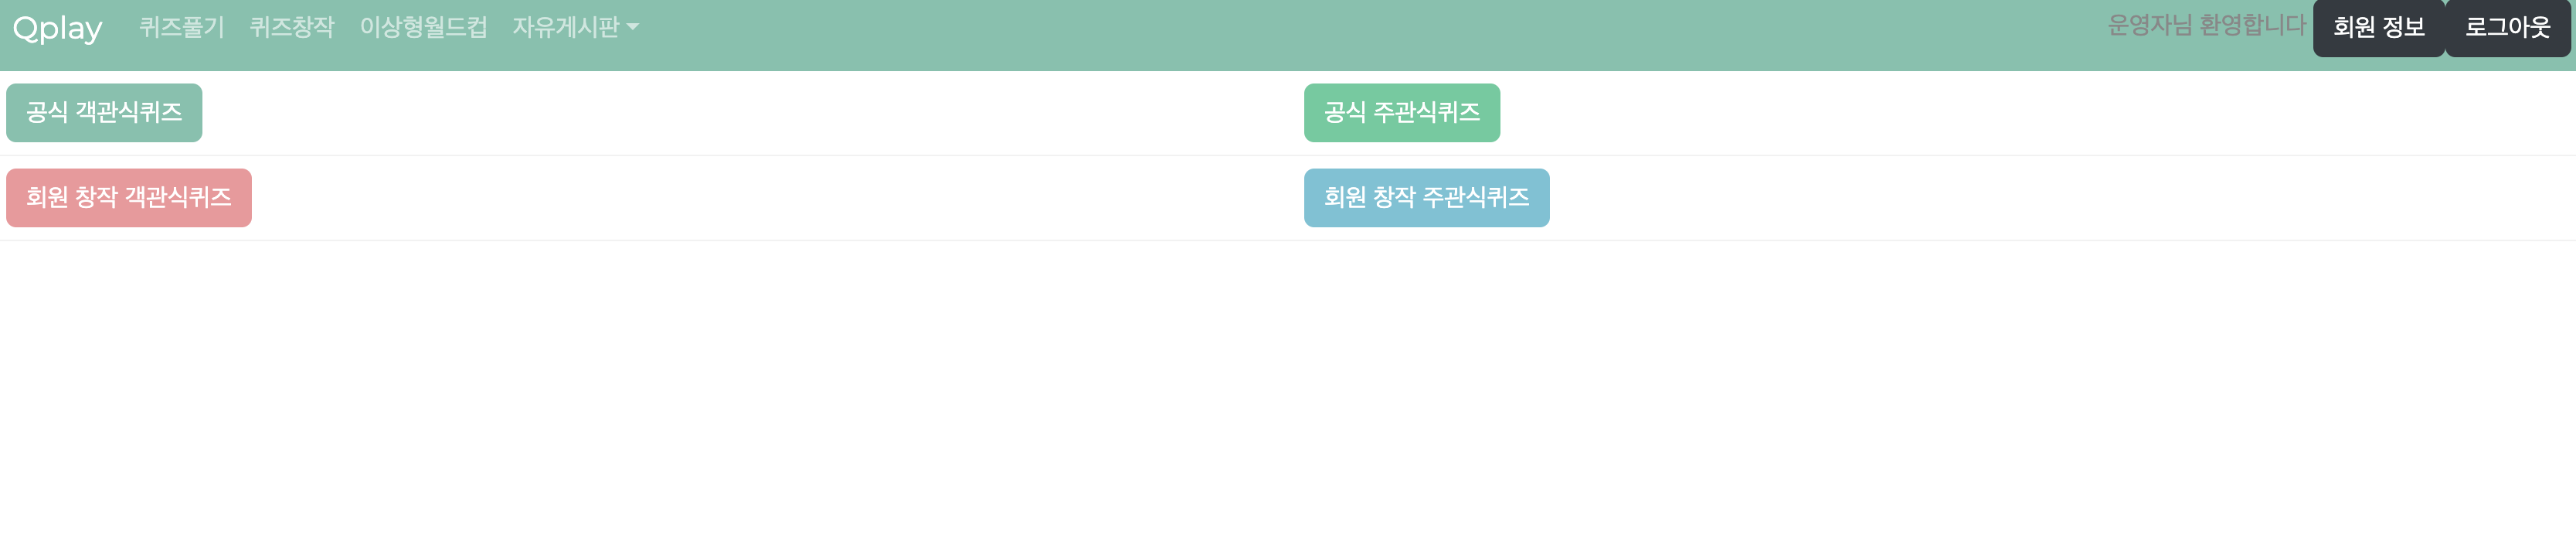 Qplay 퀴즈풀기 퀴즈창작 이상형월드컵 자유게시판 운영자님 환영합니다 회원 정보 로그아웃
공식 객관식퀴즈 공식 주관식퀴즈
회원 창작 객관식퀴즈 회원 창작 주관식퀴즈